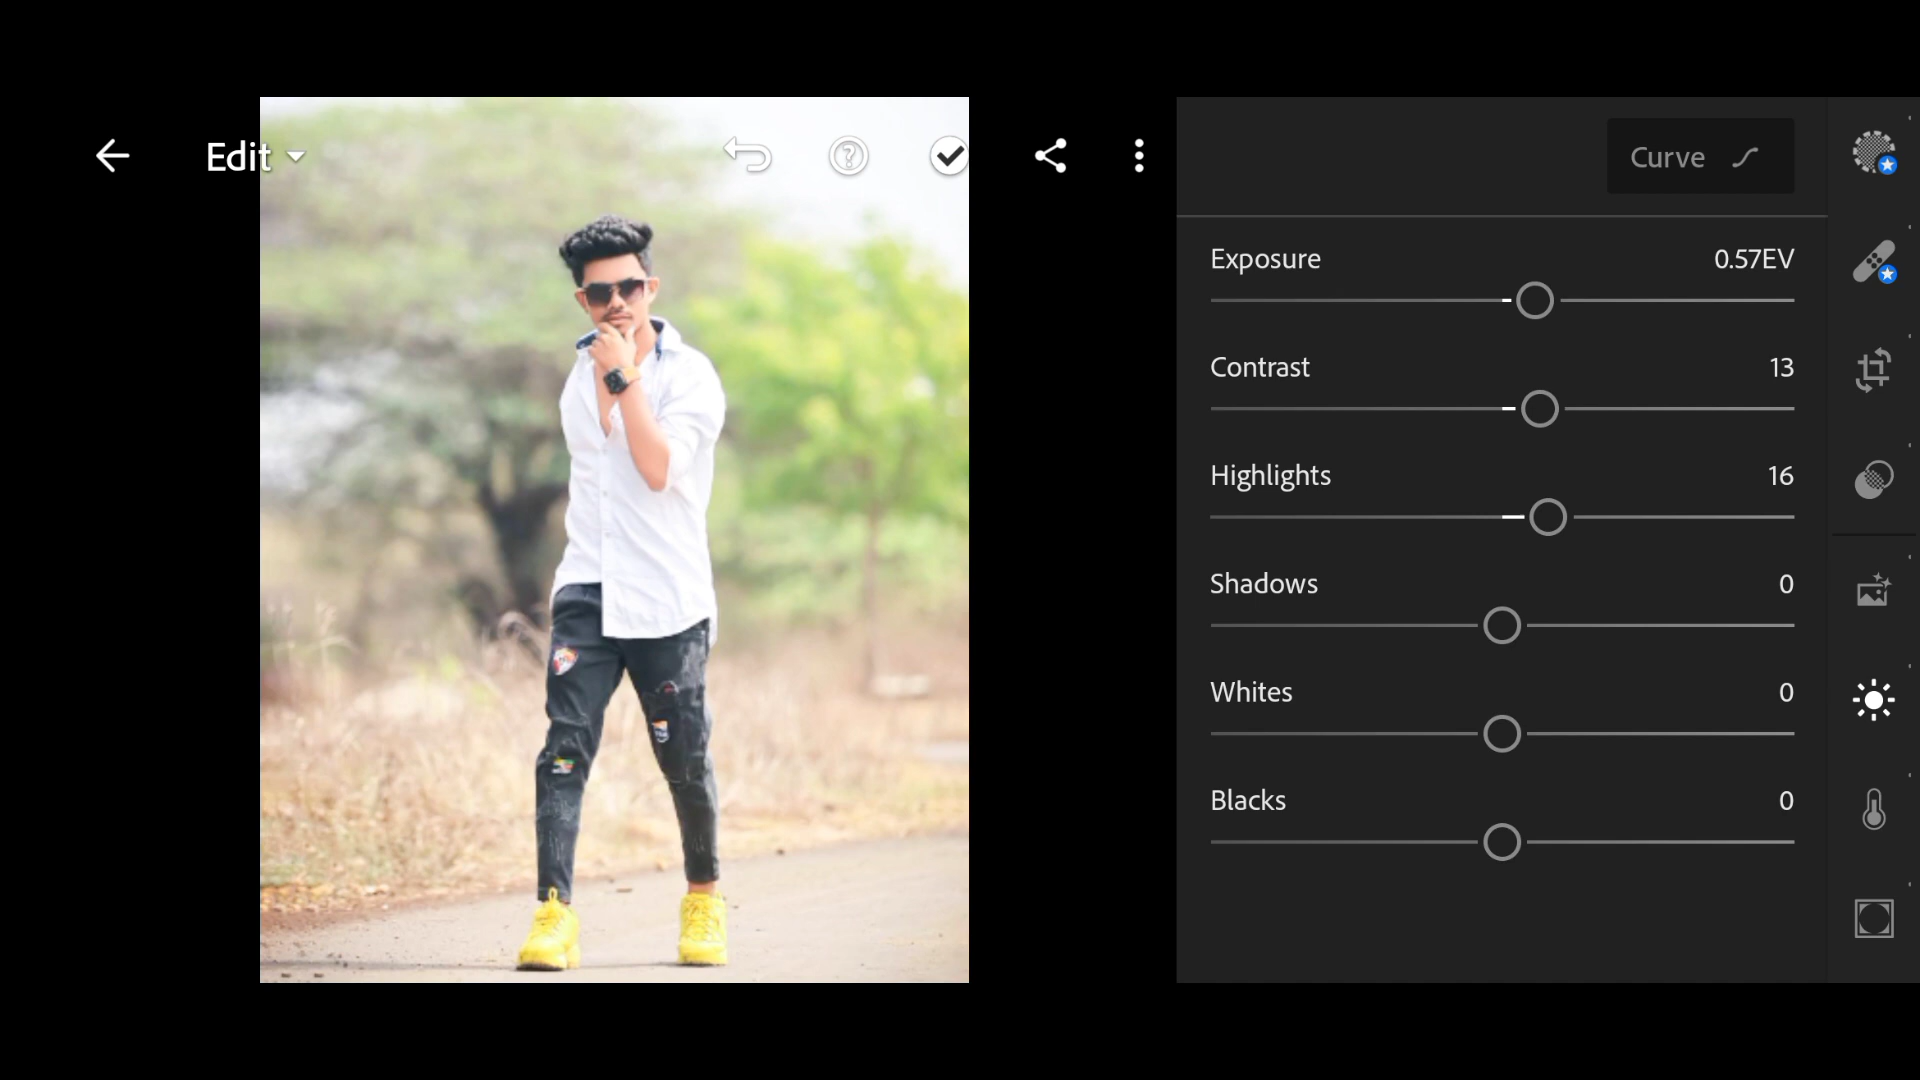 Edit
Curve
Exposure 0.57EV
Contrast 13
Highlights 16
Shadows 0
Whites 0
Blacks 0